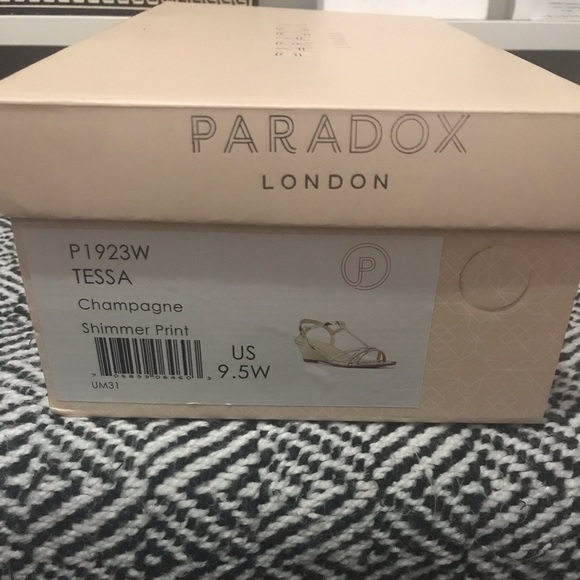 PARADOX
LONDON
P1923W
TESSA
Champagne
Shimmer Print
US
9.5W
UM31